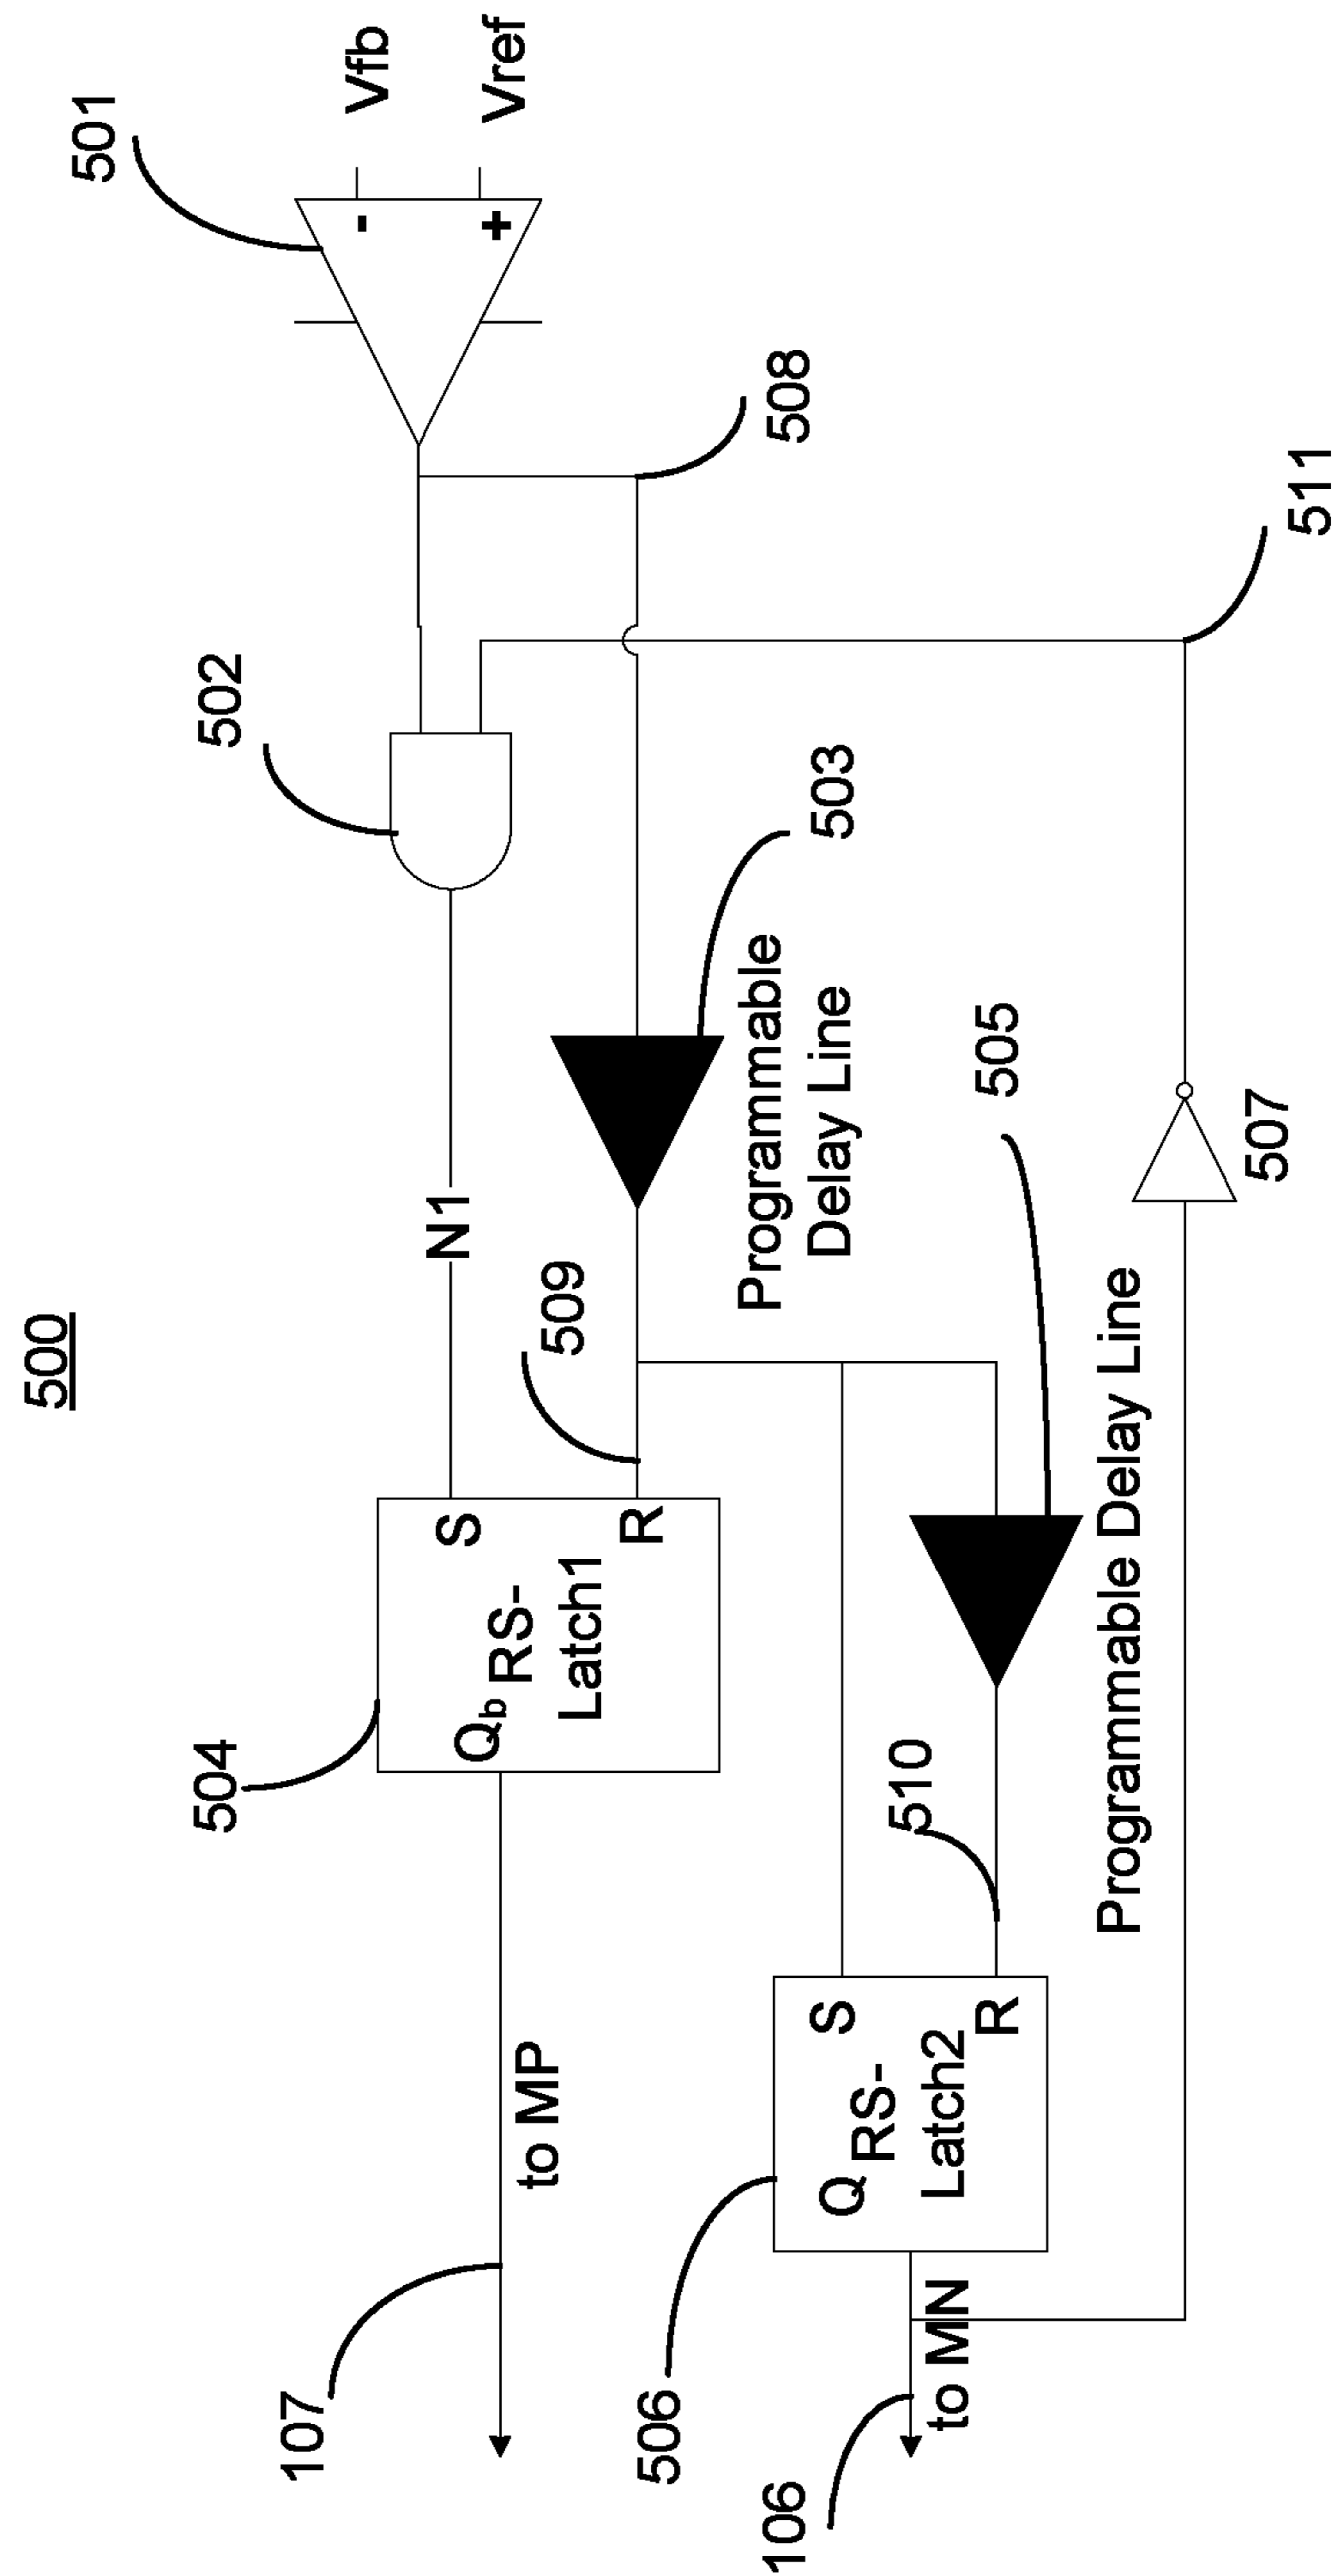 500
501
Vfb
Vref
502
508
511
503
Programmable
Delay Line
N1
509
504
S
R
Qb RS-
Latch1
505
507
Programmable Delay Line
510
506
S
R
Q RS-
Latch2
107
to MP
106
to MN
-
+